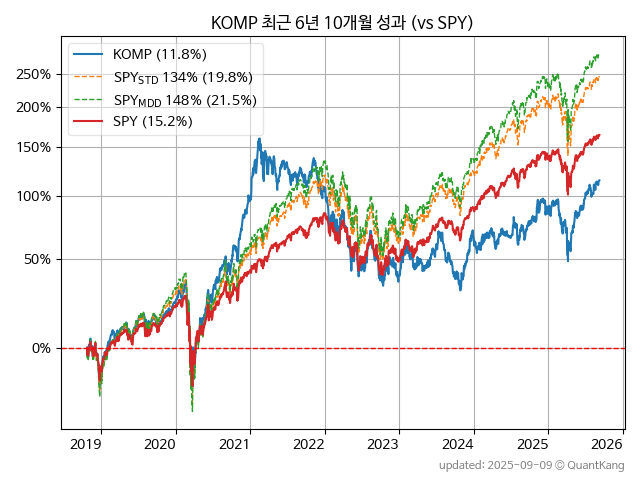 KOMP 최근 6년 10개월 성과 (vs SPY)
KOMP (11.8%)
SPY_STD 134% (19.8%)
SPY_MDD 148% (21.5%)
SPY (15.2%)
250%
200%
150%
100%
50%
0%
2019 2020 2021 2022 2023 2024 2025 2026
updated: 2025-09-09 © QuantKang